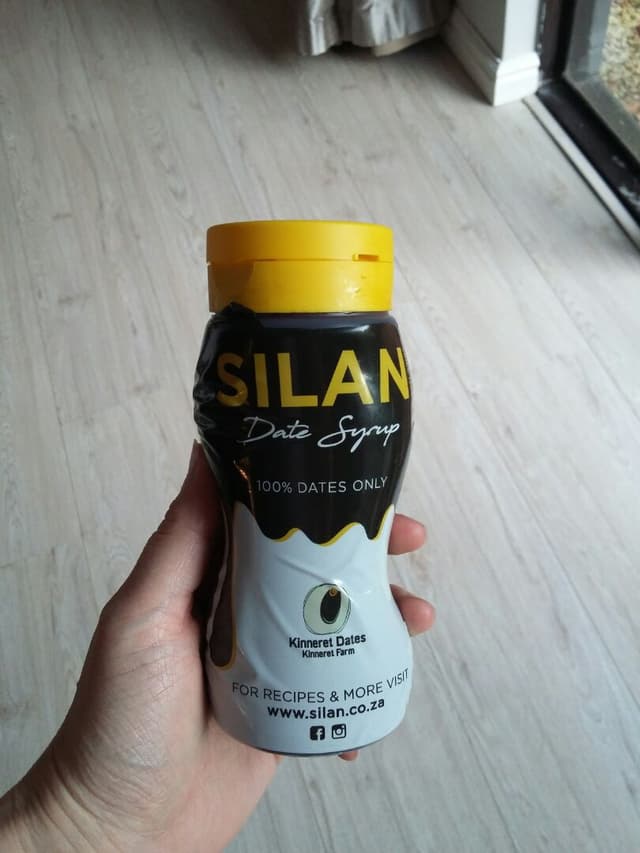 SILAN
Date Syrup
100% DATES ONLY
Kinneret Dates
Kinneret Farm
FOR RECIPES & MORE VISIT
www.silan.co.za